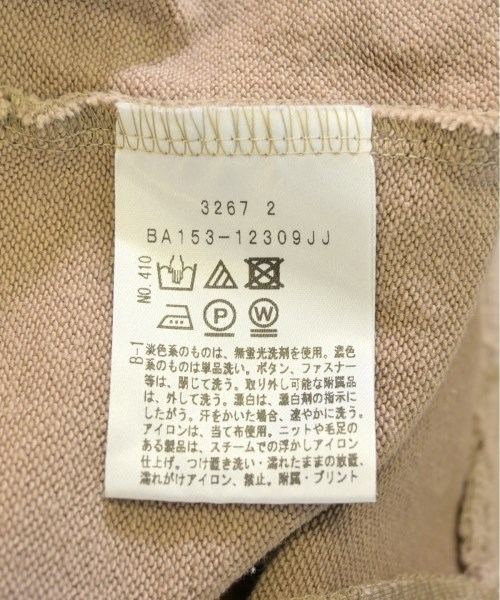 3267 2
BA153-12309JJ
NO.410
P
W
B-1
淡色系のものは、無蛍光洗剤を使用。濃色
系のものは単品洗い。ボタン、ファスナー
等は、閉じて洗う。取り外し可能な附属品
は、外して洗う。漂白は、漂白剤の指示に
したがう。汗をかいた場合、速やかに洗う。
アイロンは、当て布使用。ニットや毛足の
ある製品は、スチームでの浮かしアイロン
仕上げ。つけ置き洗い・濡れたままの放置、
濡れがけアイロン、禁止。附属・プリント